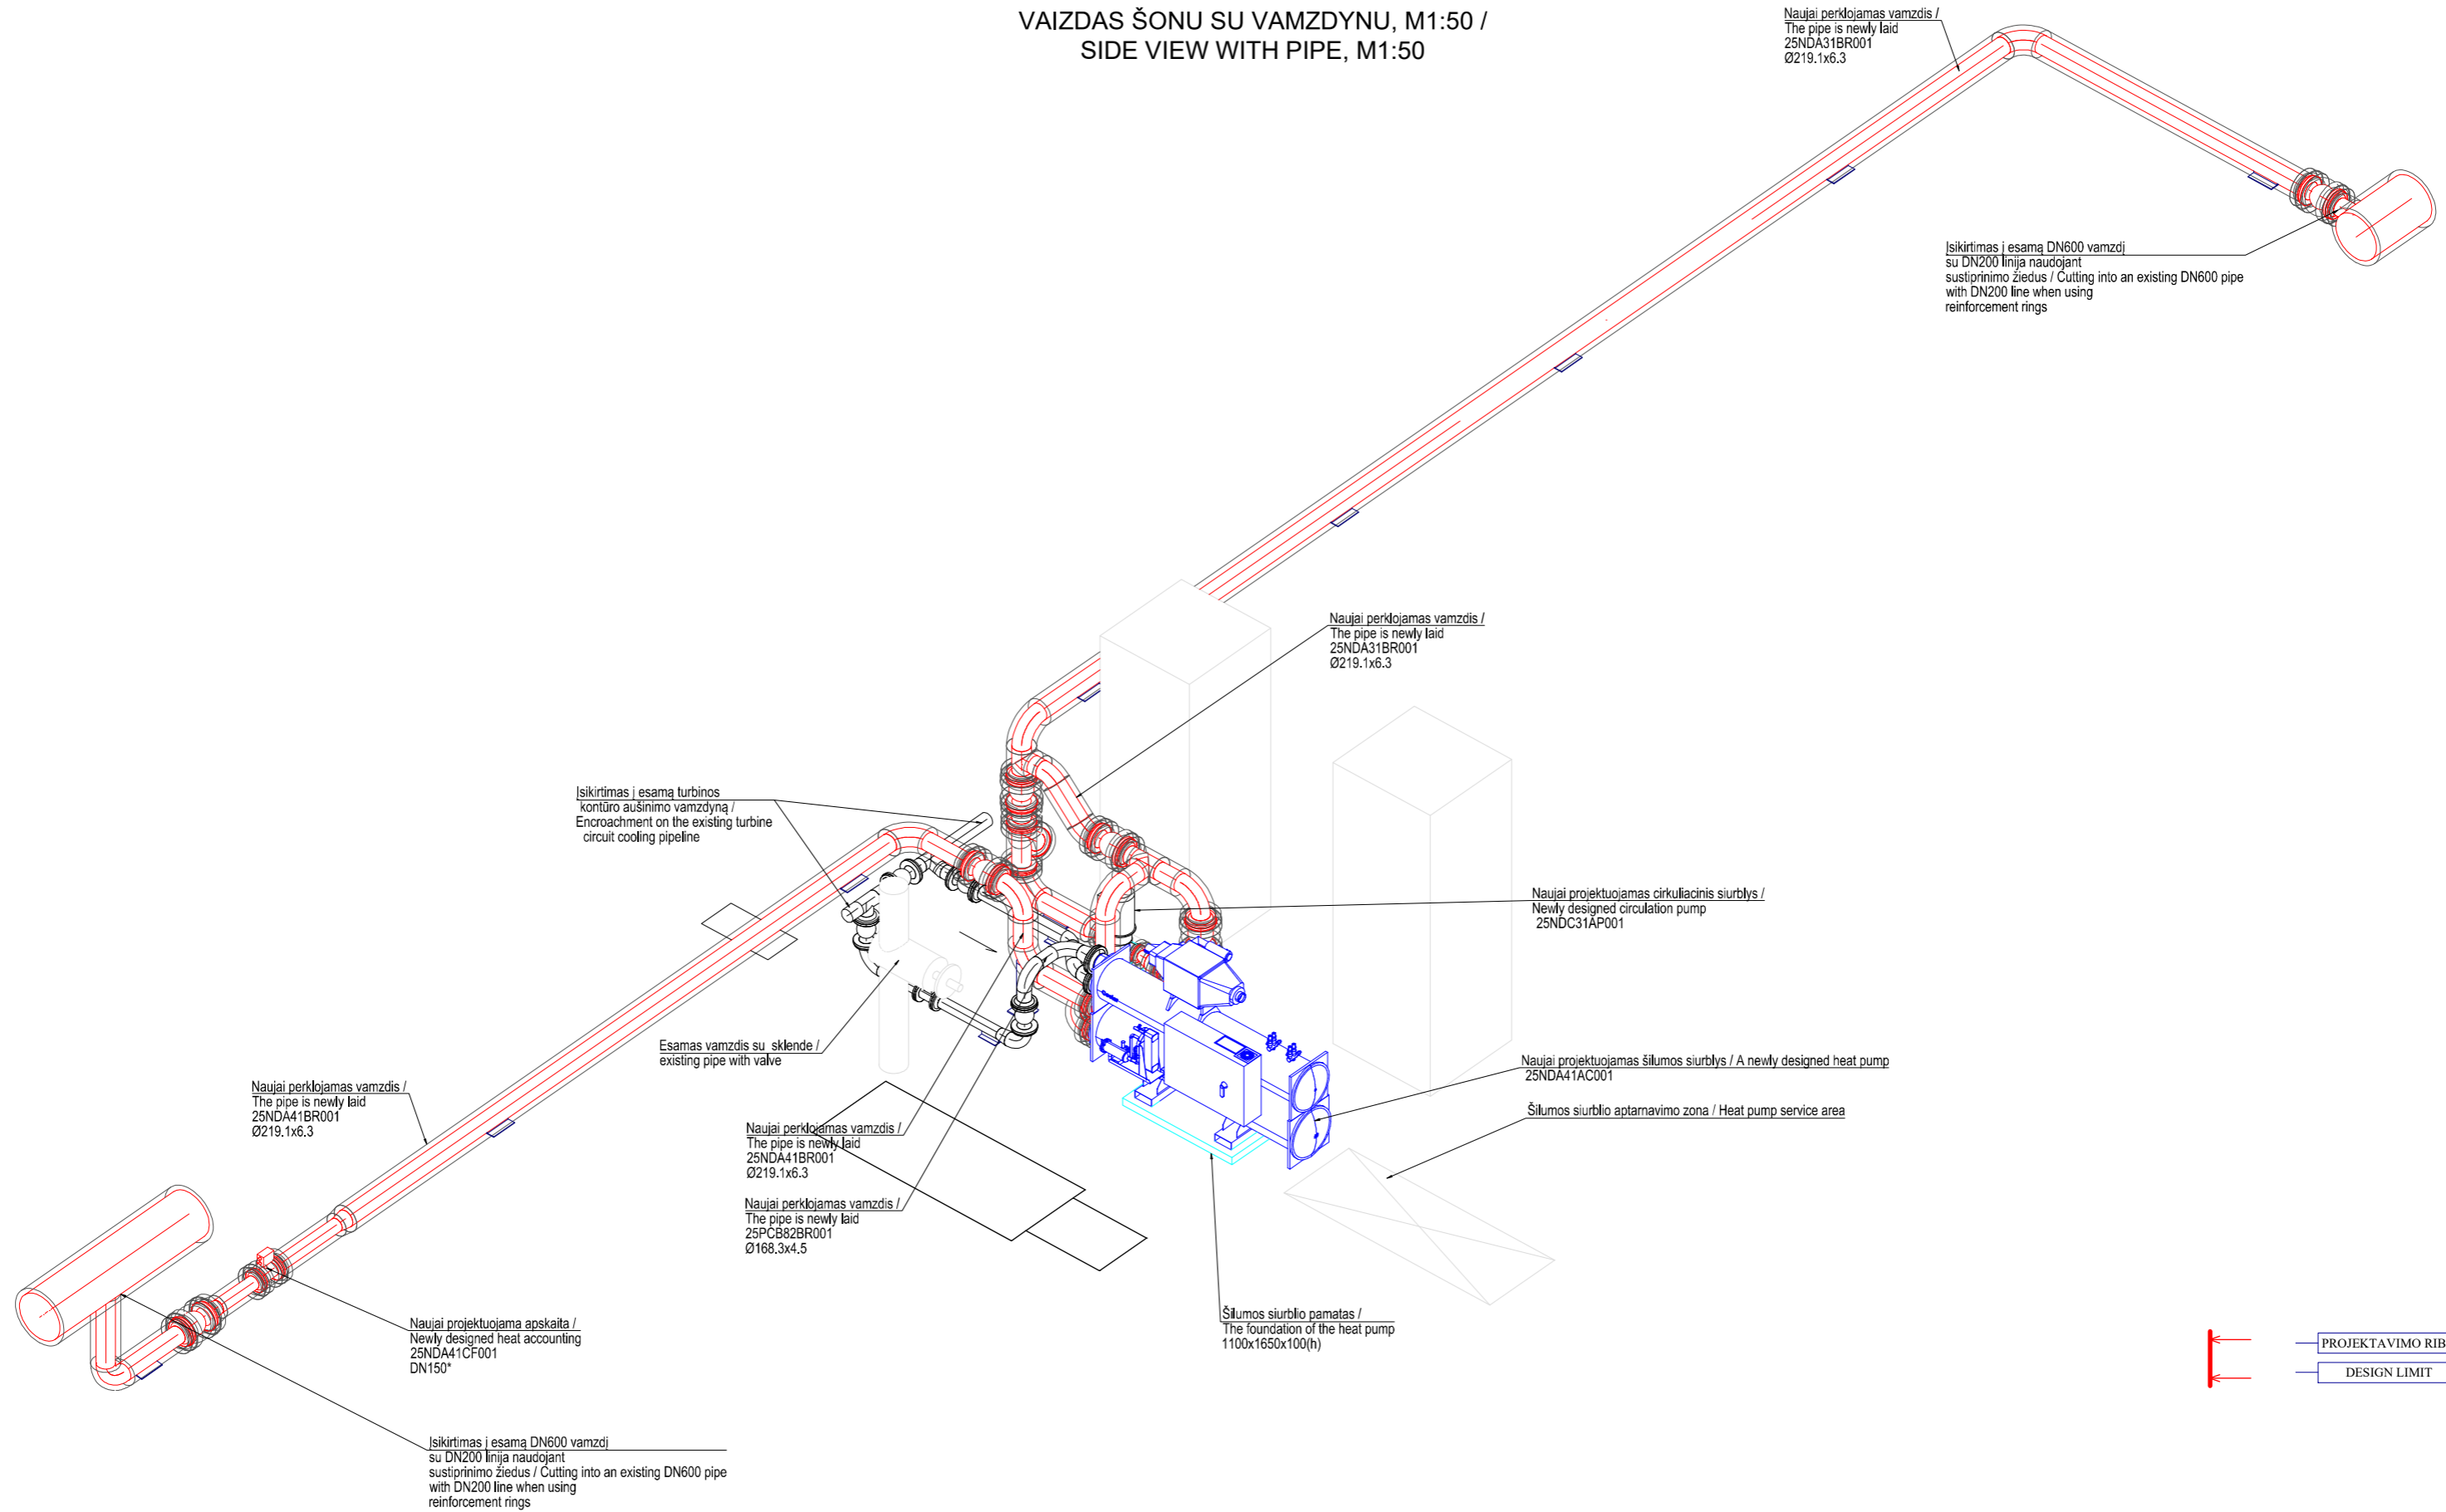 VAIZDAS ŠONU SU VAMZDYNU, M1:50 /
SIDE VIEW WITH PIPE, M1:50
Naujai perklojamas vamzdis /
The pipe is newly laid
25NDA31BR001
Ø219.1x6.3
Įsikirtimas į esamą DN600 vamzdį
su DN200 linija naudojant
sustiprinimo žiedus / Cutting into an existing DN600 pipe
with DN200 line when using
reinforcement rings
Naujai perklojamas vamzdis /
The pipe is newly laid
25NDA31BR001
Ø219.1x6.3
Įsikirtimas į esamą turbinos
kontūro aušinimo vamzdyną /
Encroachment on the existing turbine
circuit cooling pipeline
Naujai projektuojamas cirkuliacinis siurblys /
Newly designed circulation pump
25NDC31AP001
Esamas vamzdis su sklende /
existing pipe with valve
Naujai projektuojamas šilumos siurblys / A newly designed heat pump
25NDA41AC001
Šilumos siurblio aptarnavimo zona / Heat pump service area
Naujai perklojamas vamzdis /
The pipe is newly laid
25NDA41BR001
Ø219.1x6.3
Naujai perklojamas vamzdis /
The pipe is newly laid
25NDA41BR001
Ø219.1x6.3
Naujai perklojamas vamzdis /
The pipe is newly laid
25PCB82BR001
Ø168.3x4.5
Šilumos siurblio pamatas /
The foundation of the heat pump
1100x1650x100(h)
Naujai projektuojama apskaita /
Newly designed heat accounting
25NDA41CF001
DN150*
PROJEKTAVIMO RIB
DESIGN LIMIT
Įsikirtimas į esamą DN600 vamzdį
su DN200 linija naudojant
sustiprinimo žiedus / Cutting into an existing DN600 pipe
with DN200 line when using
reinforcement rings